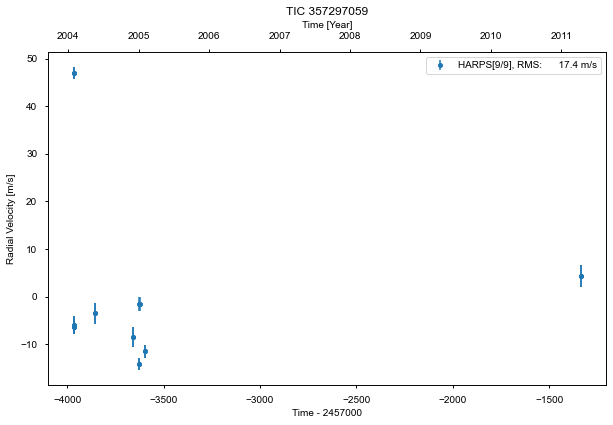 TIC 357297059
Time [Year]
2004 2005 2006 2007 2008 2009 2010 2011
HARPS[9/9], RMS: 17.4 m/s
50
40
30
20
10
0
−10
Radial Velocity [m/s]
−4000 −3500 −3000 −2500 −2000 −1500
Time - 2457000